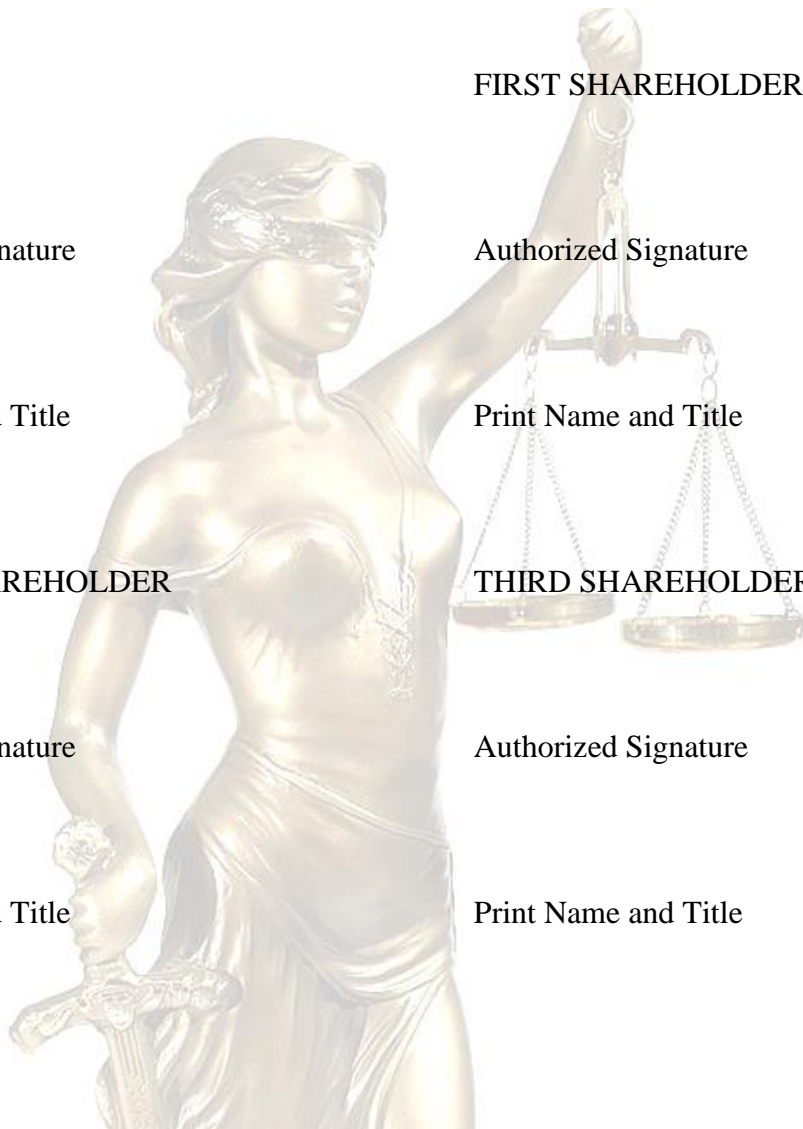 FIRST SHAREHOLDER
nature Authorized Signature
Title Print Name and Title
REHOLDER THIRD SHAREHOLDER
nature Authorized Signature
Title Print Name and Title